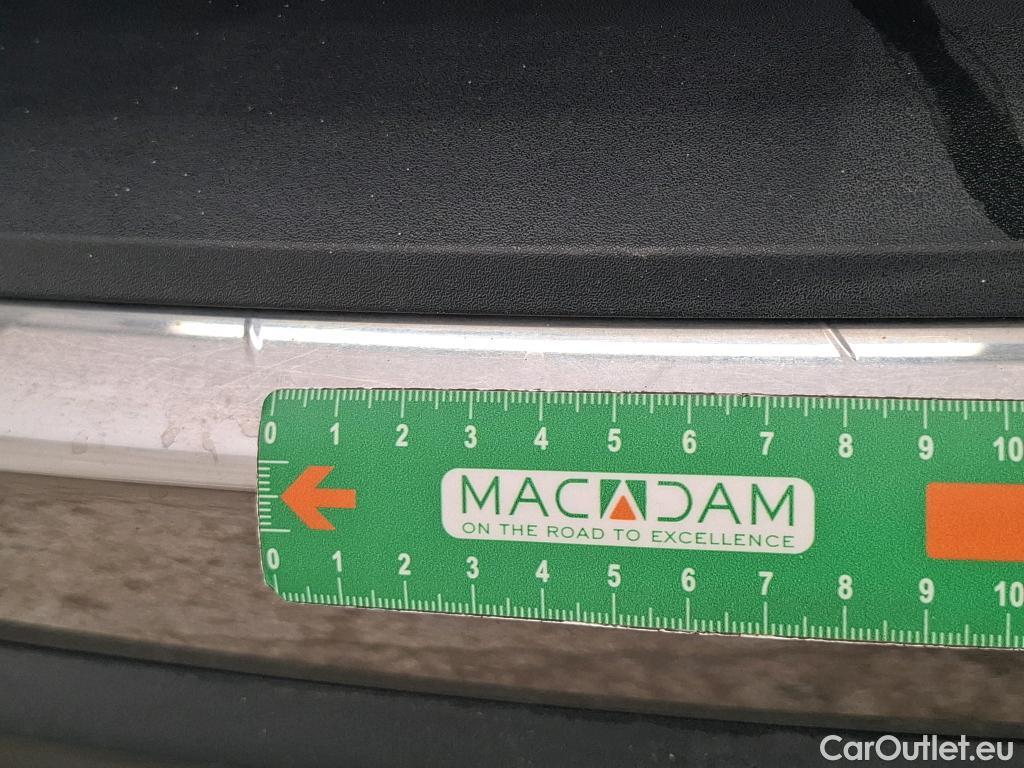 0 1 2 3 4 5 6 7 8 9 10
MACADAM
ON THE ROAD TO EXCELLENCE
0 1 2 3 4 5 6 7 8 9 10
CarOutlet.eu